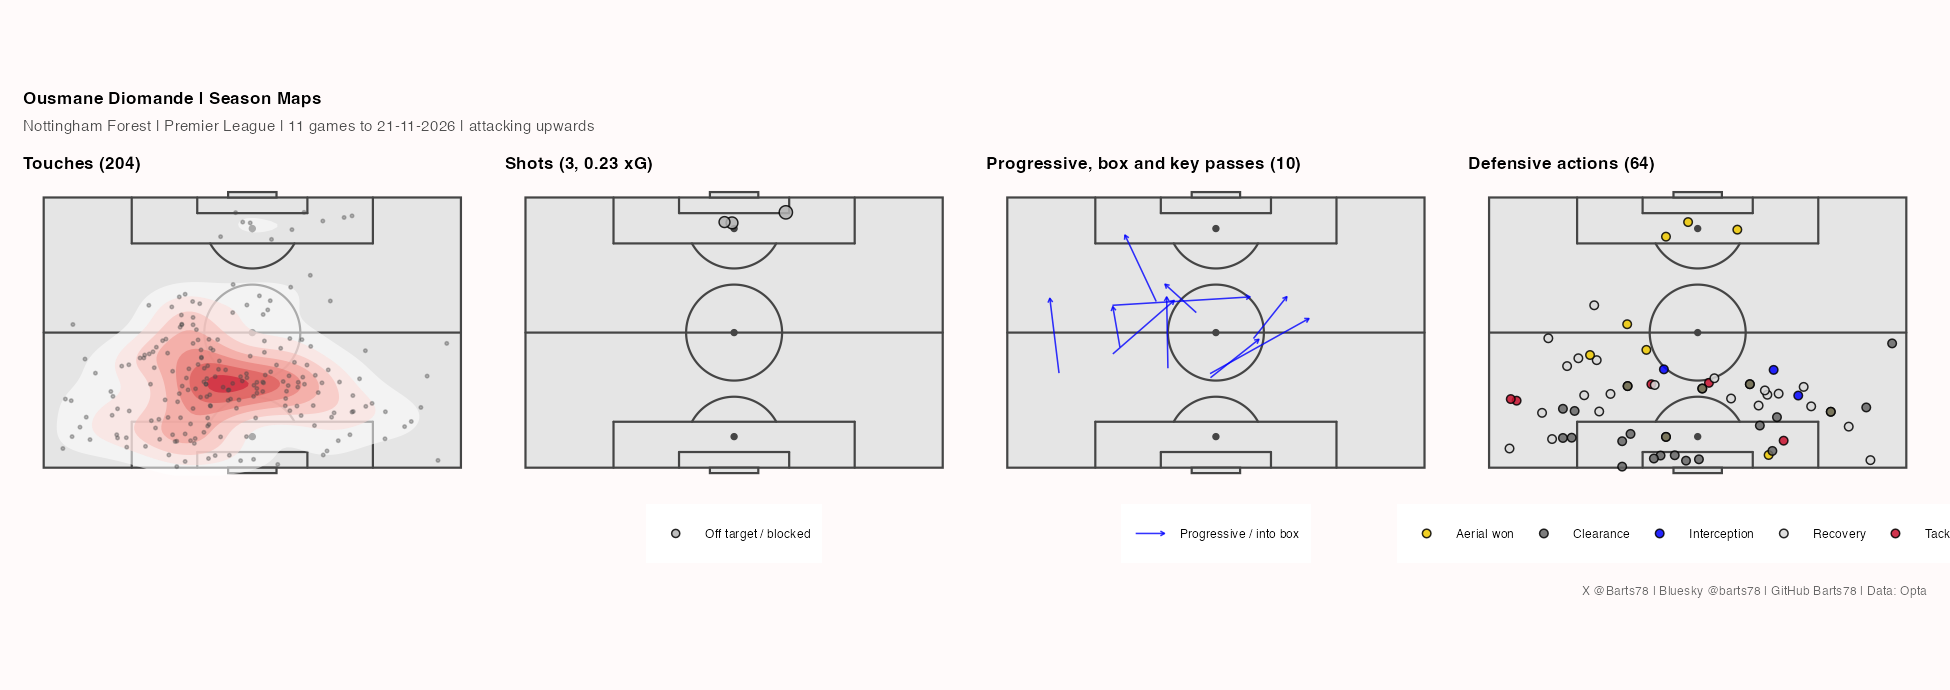 Ousmane Diomande | Season Maps
Nottingham Forest | Premier League | 11 games to 21-11-2026 | attacking upwards
Touches (204)
Shots (3, 0.23 xG)
Progressive, box and key passes (10)
Defensive actions (64)
Off target / blocked
Progressive / into box
Aerial won
Clearance
Interception
Recovery
Tack
X @Barts78 | Bluesky @barts78 | GitHub Barts78 | Data: Opta